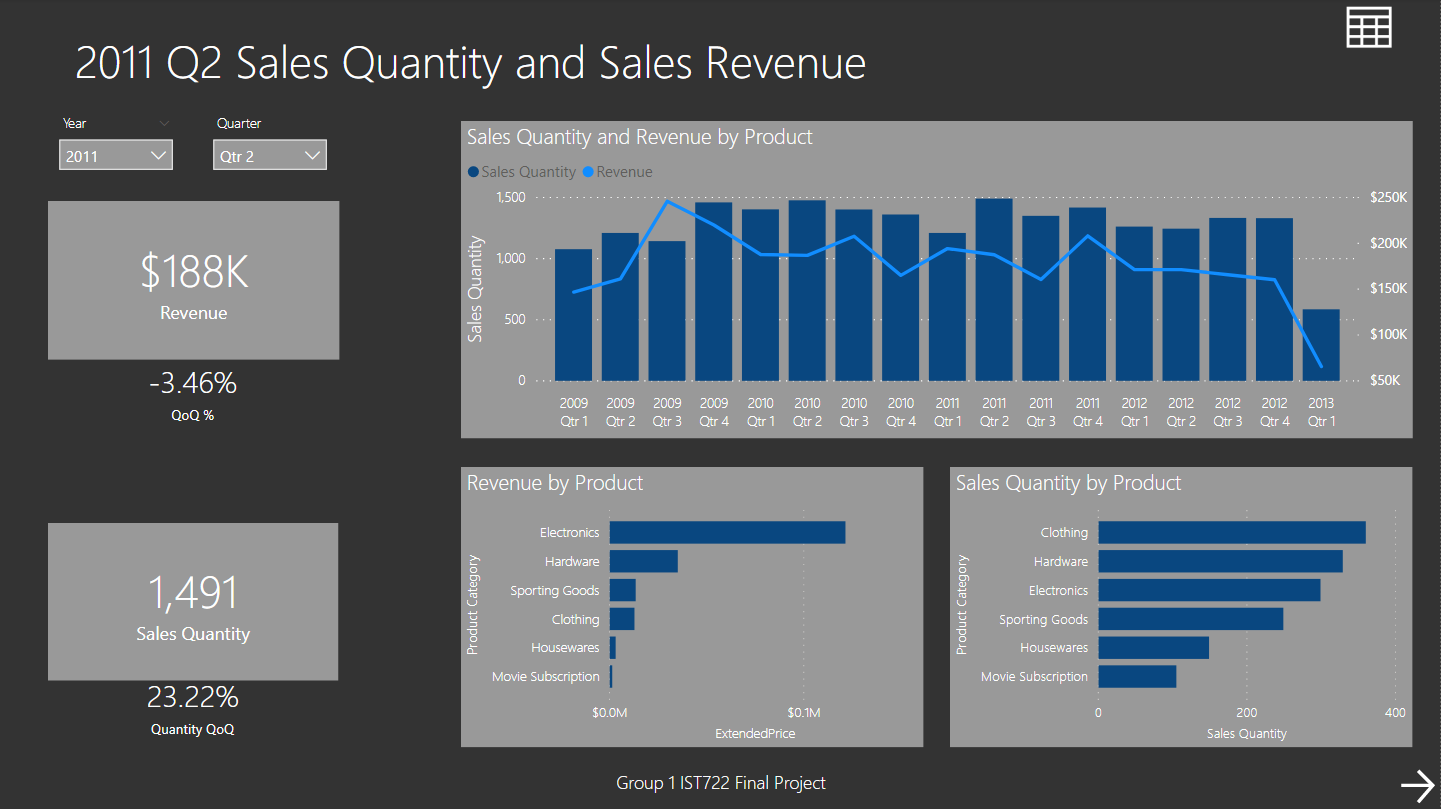 2011 Q2 Sales Quantity and Sales Revenue
Year
2011
Quarter
Qtr 2
$188K
Revenue
-3.46%
QoQ %
1,491
Sales Quantity
23.22%
Quantity QoQ
Sales Quantity and Revenue by Product
Sales Quantity Revenue
Sales Quantity
1,500
1,000
500
0
$250K
$200K
$150K
$100K
$50K
2009 2009 2009 2009 2010 2010 2010 2010 2011 2011 2011 2011 2012 2012 2012 2012 2013
Qtr 1 Qtr 2 Qtr 3 Qtr 4 Qtr 1 Qtr 2 Qtr 3 Qtr 4 Qtr 1 Qtr 2 Qtr 3 Qtr 4 Qtr 1 Qtr 2 Qtr 3 Qtr 4 Qtr 1
Revenue by Product
Product Category
Electronics
Hardware
Sporting Goods
Clothing
Housewares
Movie Subscription
$0.0M $0.1M
ExtendedPrice
Sales Quantity by Product
Product Category
Clothing
Hardware
Electronics
Sporting Goods
Housewares
Movie Subscription
0 200 400
Sales Quantity
Group 1 IST722 Final Project